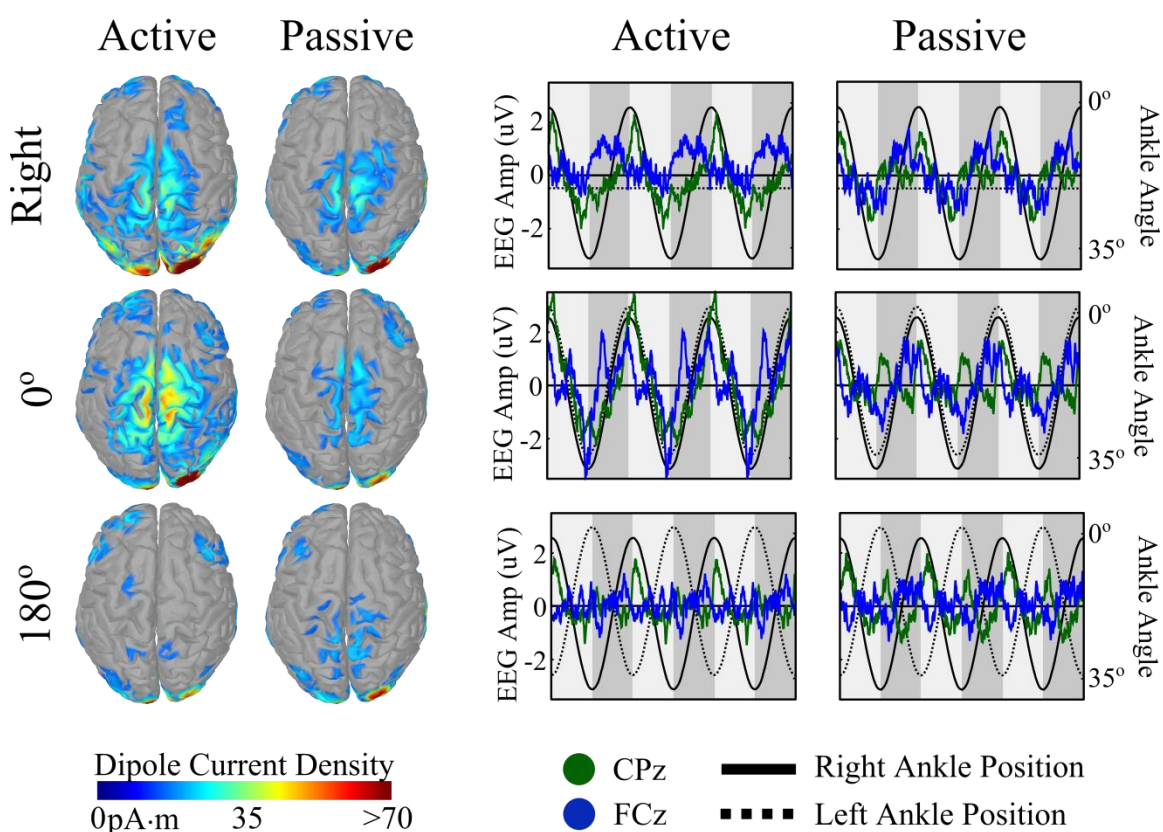 Active Passive Active Passive
Right
0º
180º
EEG Amp (uV)
2
0
-2
0º
35º
Ankle Angle
EEG Amp (uV)
2
0
-2
0º
35º
Ankle Angle
EEG Amp (uV)
2
0
-2
0º
35º
Ankle Angle
Dipole Current Density
0pA·m 35 >70
CPz Right Ankle Position
FCz Left Ankle Position